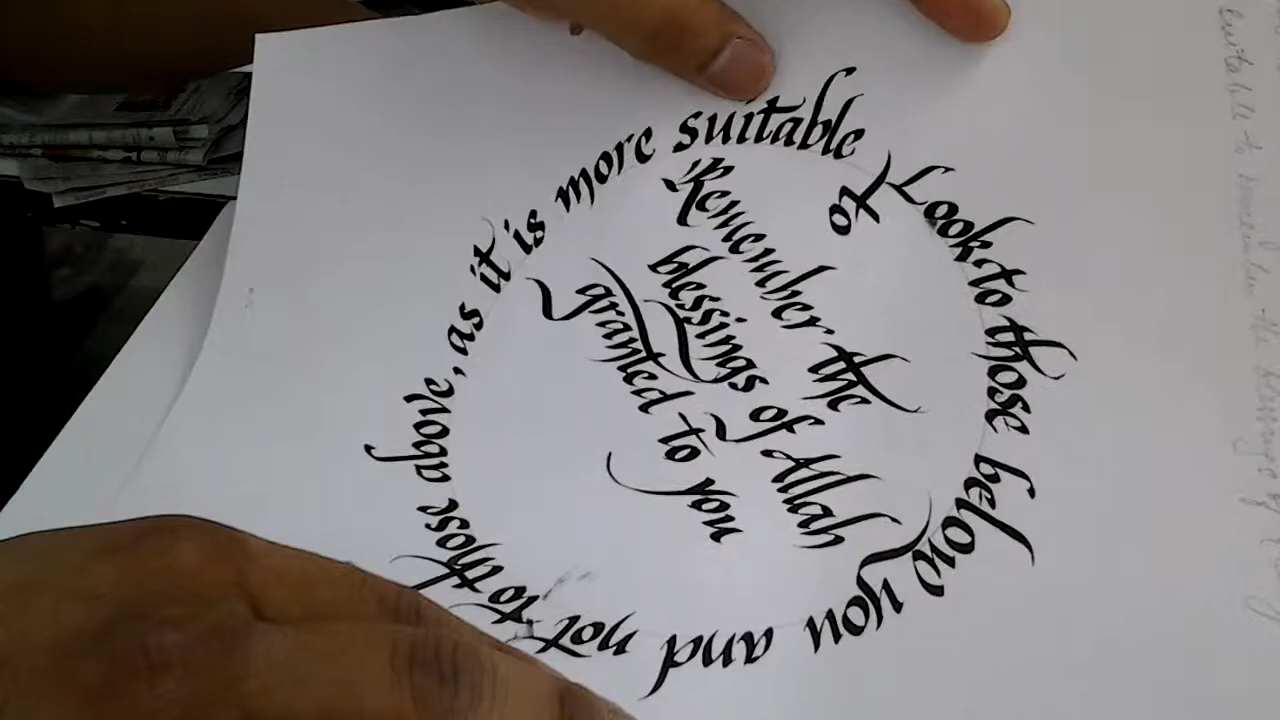 Look to those below you and not to those above, as it is more suitable
to
Remember the
blessings of Allah
granted to you